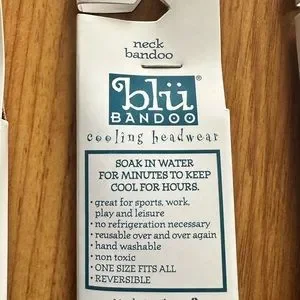 neck
bandoo
blü®
BANDOO
cooling headwear
SOAK IN WATER
FOR MINUTES TO KEEP
COOL FOR HOURS.
• great for sports, work,
play and leisure
• no refrigeration necessary
• reusable over and over again
• hand washable
• non toxic
• ONE SIZE FITS ALL
• REVERSIBLE